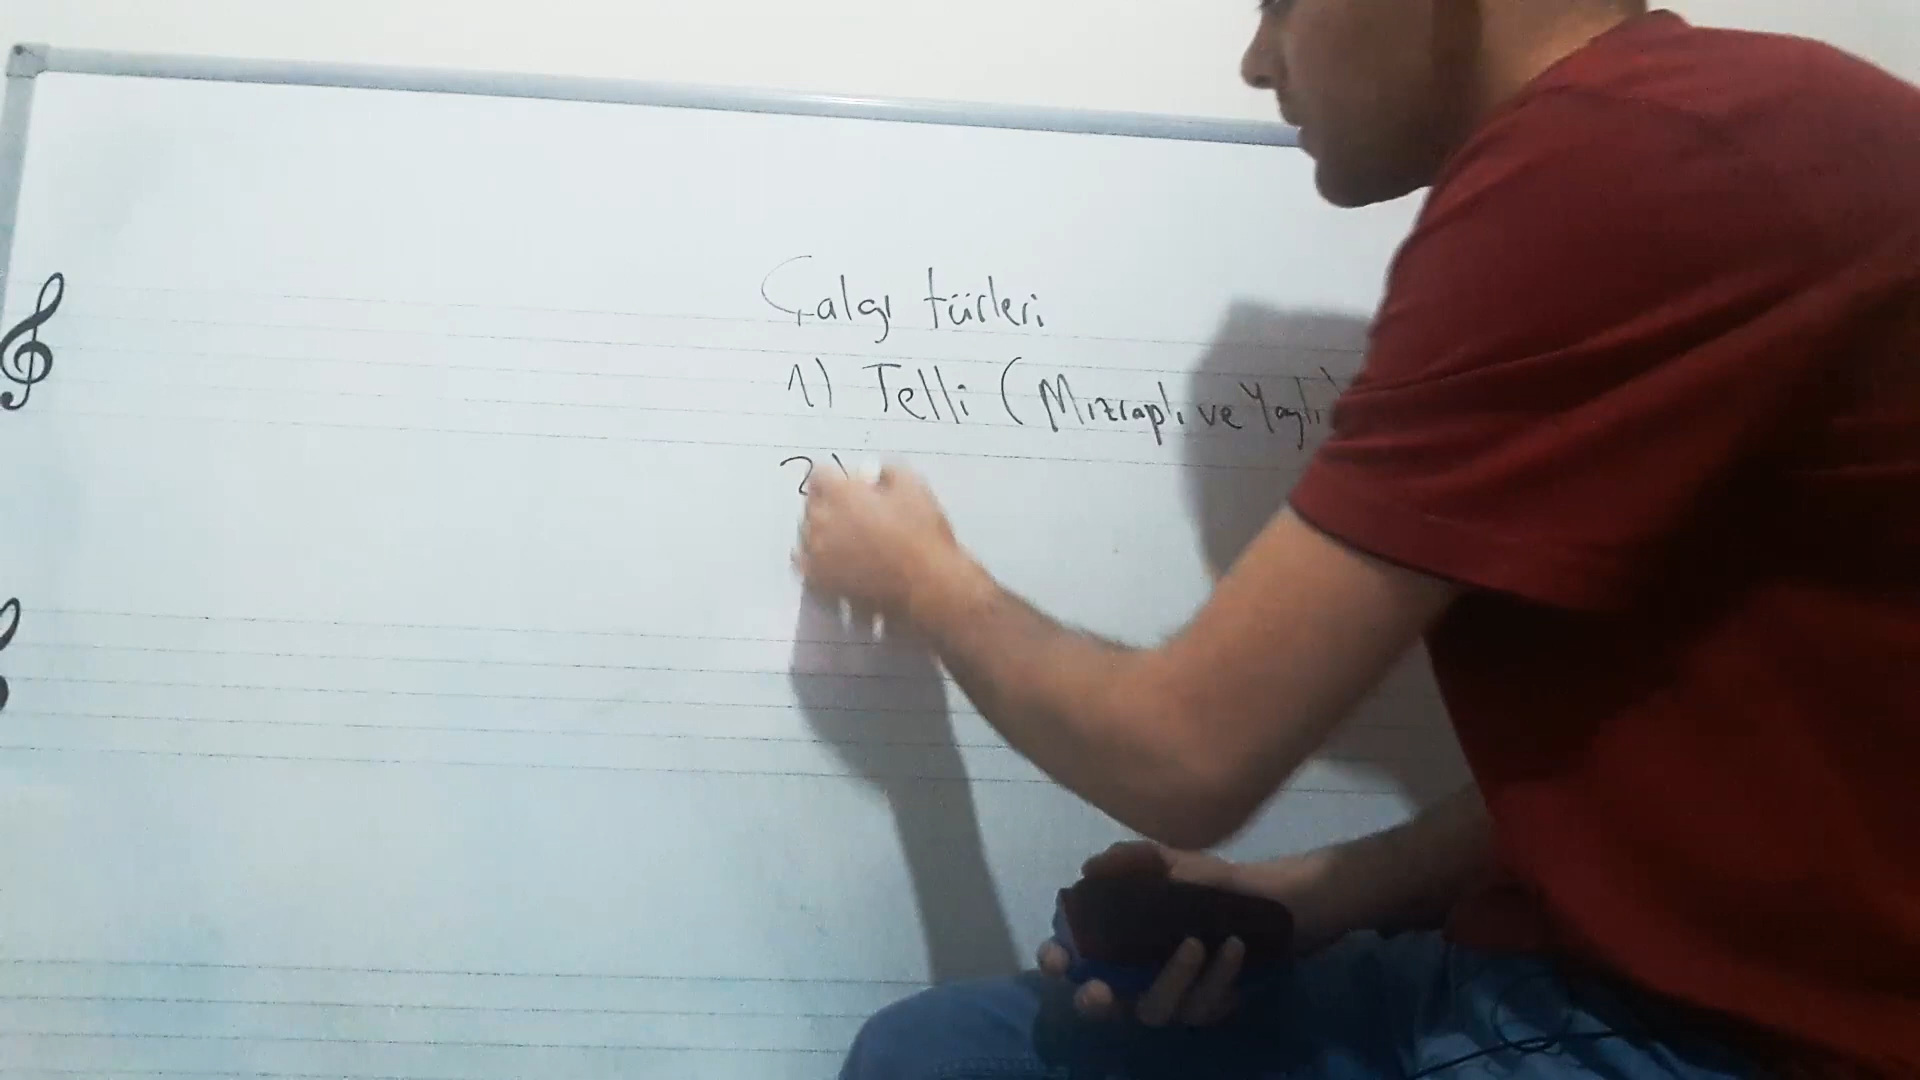 Çalgı türleri
1) Telli (Mızraplı ve Yaylı)
2)